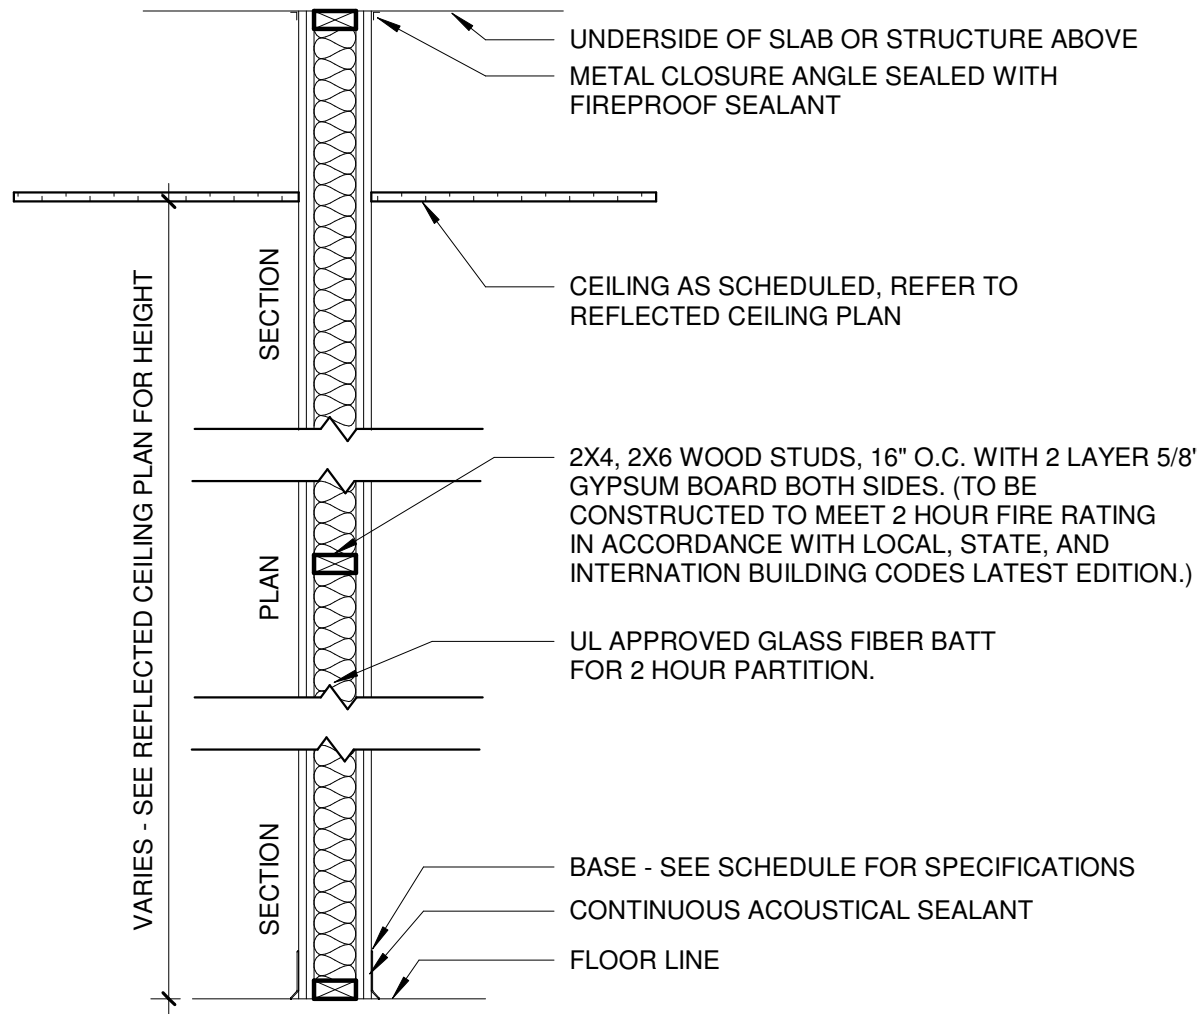 UNDERSIDE OF SLAB OR STRUCTURE ABOVE
METAL CLOSURE ANGLE SEALED WITH
FIREPROOF SEALANT
VARIES - SEE REFLECTED CEILING PLAN FOR HEIGHT
SECTION
CEILING AS SCHEDULED, REFER TO
REFLECTED CEILING PLAN
PLAN
2X4, 2X6 WOOD STUDS, 16" O.C. WITH 2 LAYER 5/8'
GYPSUM BOARD BOTH SIDES. (TO BE
CONSTRUCTED TO MEET 2 HOUR FIRE RATING
IN ACCORDANCE WITH LOCAL, STATE, AND
INTERNATION BUILDING CODES LATEST EDITION.)
UL APPROVED GLASS FIBER BATT
FOR 2 HOUR PARTITION.
SECTION
BASE - SEE SCHEDULE FOR SPECIFICATIONS
CONTINUOUS ACOUSTICAL SEALANT
FLOOR LINE